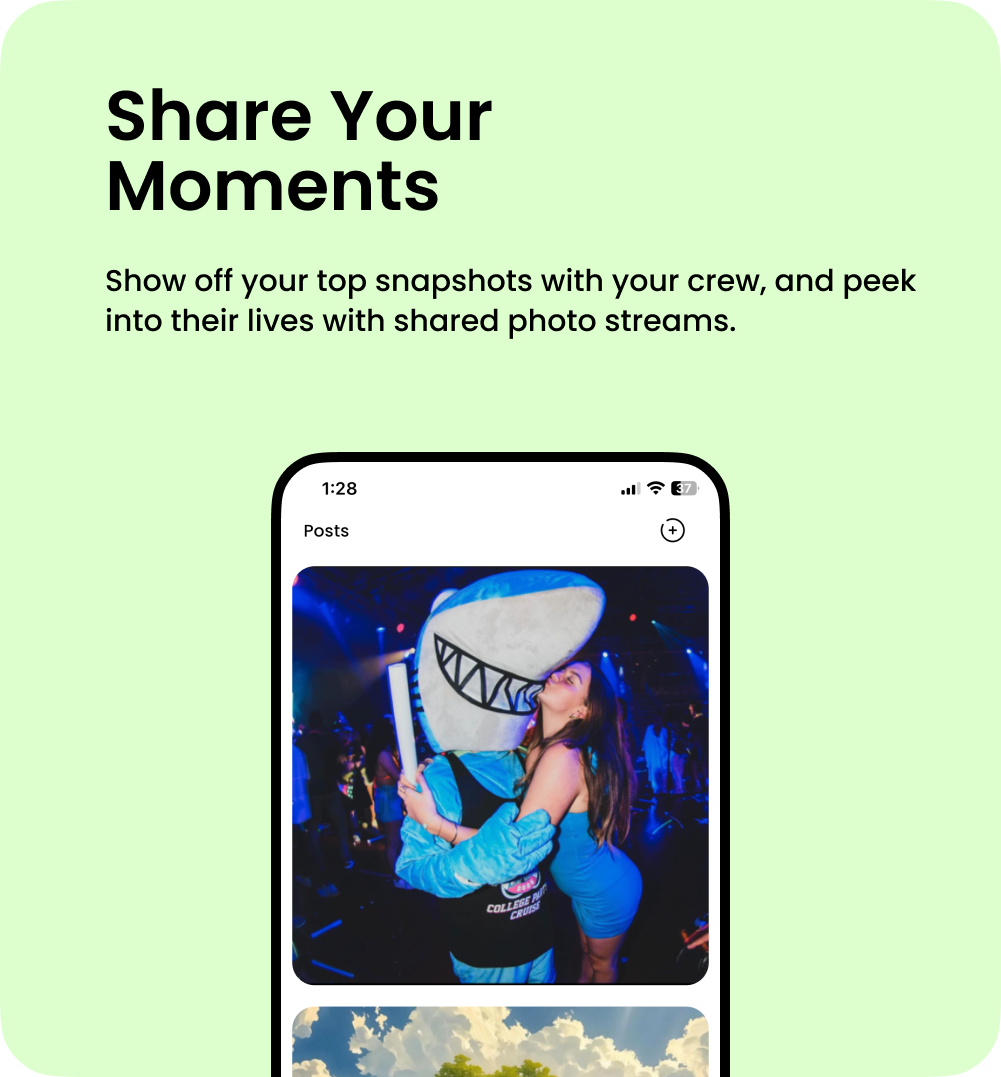 Share Your
Moments
Show off your top snapshots with your crew, and peek
into their lives with shared photo streams.
1:28
37
Posts
COLLEGE PARTY
CRUISE